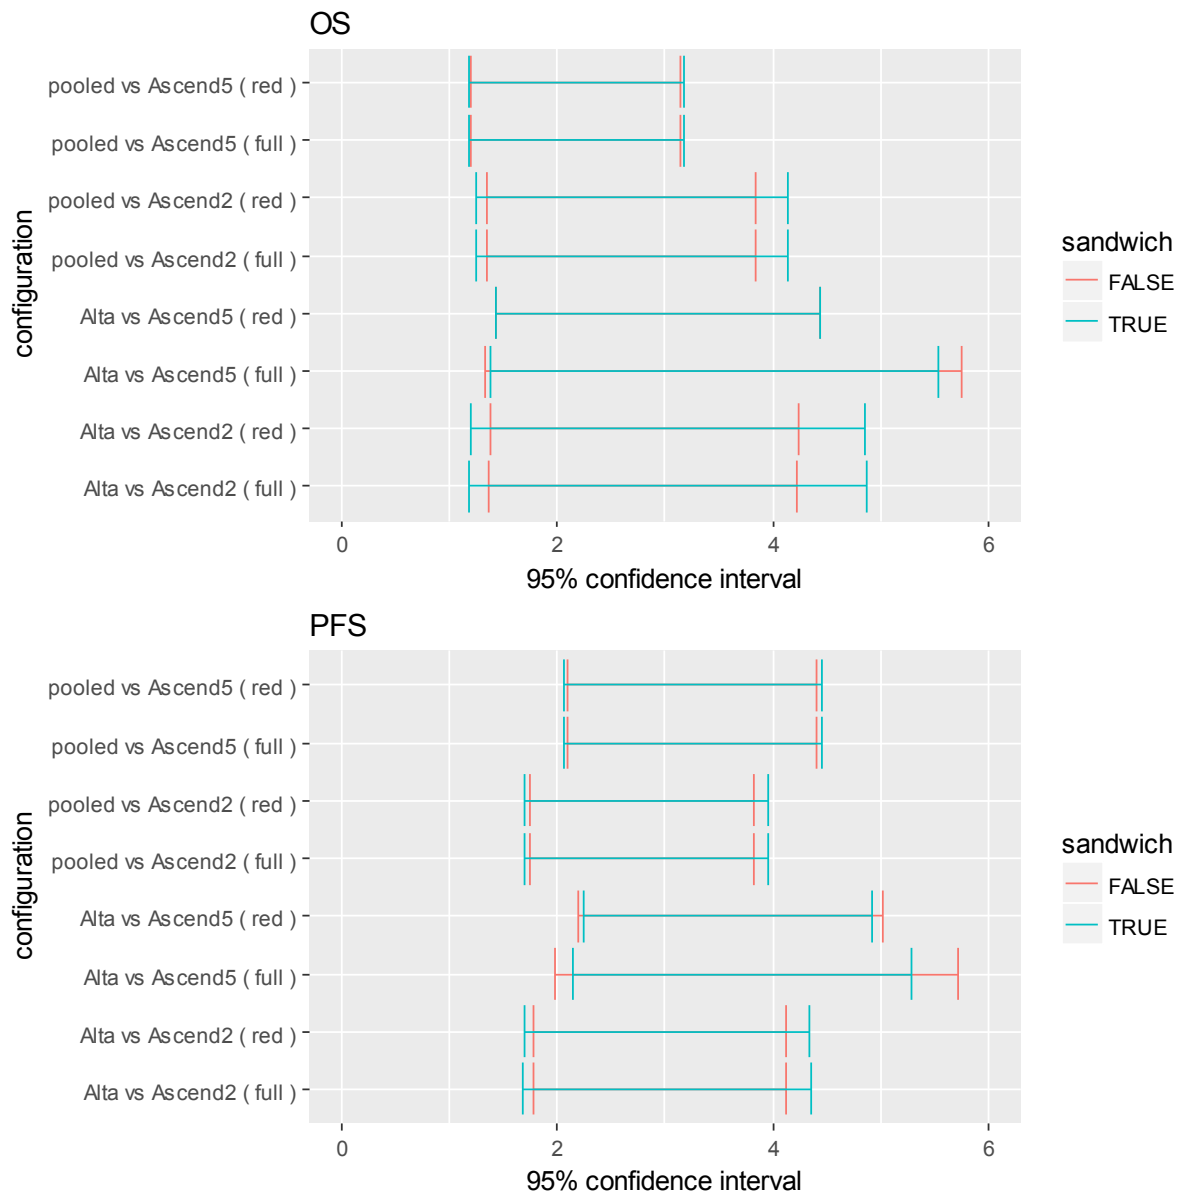 OS
pooled vs Ascend5 ( red )
pooled vs Ascend5 ( full )
pooled vs Ascend2 ( red )
pooled vs Ascend2 ( full )
Alta vs Ascend5 ( red )
Alta vs Ascend5 ( full )
Alta vs Ascend2 ( red )
Alta vs Ascend2 ( full )
configuration
0 2 4 6
95% confidence interval
sandwich
FALSE
TRUE
PFS
pooled vs Ascend5 ( red )
pooled vs Ascend5 ( full )
pooled vs Ascend2 ( red )
pooled vs Ascend2 ( full )
Alta vs Ascend5 ( red )
Alta vs Ascend5 ( full )
Alta vs Ascend2 ( red )
Alta vs Ascend2 ( full )
configuration
0 2 4 6
95% confidence interval
sandwich
FALSE
TRUE